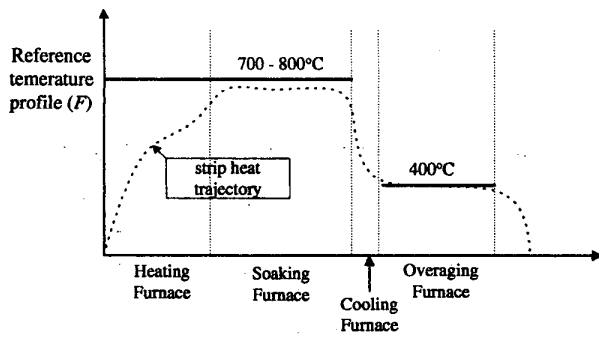 Reference
temerature
profile (F)
700 - 800°C
strip heat
trajectory
400°C
Heating
Furnace
Soaking
Furnace
Cooling
Furnace
Overaging
Furnace